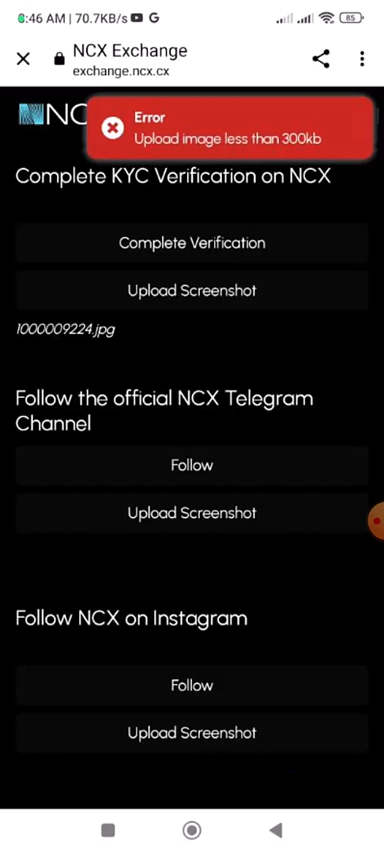 8:46 AM | 70.7KB/s G
85
NCX Exchange
exchange.ncx.cx
NC
Error
Upload image less than 300kb
Complete KYC Verification on NCX
Complete Verification
Upload Screenshot
1000009224.jpg
Follow the official NCX Telegram
Channel
Follow
Upload Screenshot
Follow NCX on Instagram
Follow
Upload Screenshot